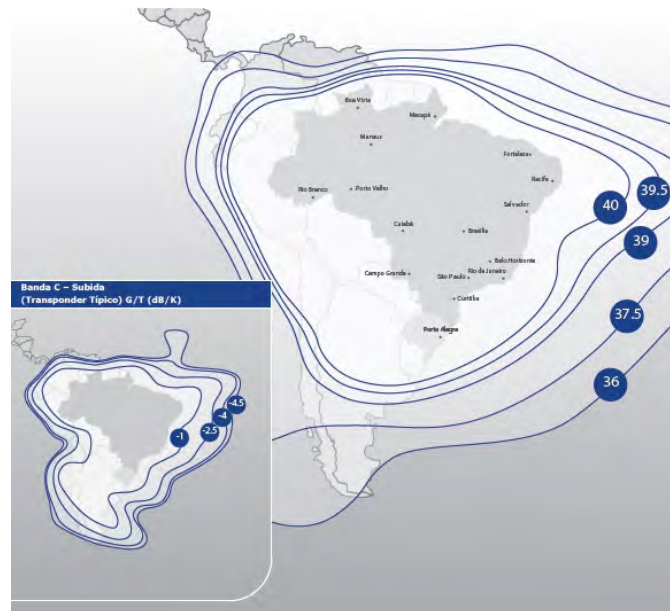 Boa Vista
Macapá
Manaus
Fortaleza
Recife
Rio Branco
Porto Velho
Salvador
40
39.5
Cuiabá
Brasília
39
Belo Horizonte
Campo Grande
São Paulo
Rio de Janeiro
Curitiba
37.5
Porto Alegre
36
Banda C – Subida
(Transponder Típico) G/T (dB/K)
-4.5
-4
-2.5
-1